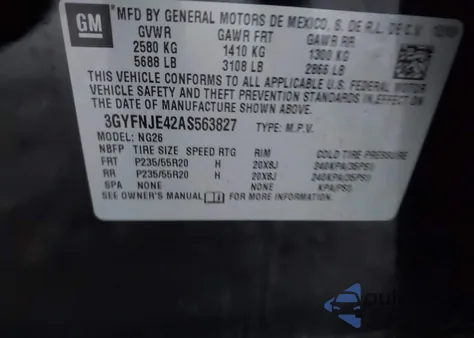 GM
MFD BY GENERAL MOTORS DE MEXICO, S. DE R.L. DE C.V.
GVWR GAWR FRT GAWR RR
2580 KG 1410 KG 1300 KG
5688 LB 3108 LB 2866 LB
THIS VEHICLE CONFORMS TO ALL APPLICABLE U.S. FEDERAL MOTOR
VEHICLE SAFETY AND THEFT PREVENTION STANDARDS IN EFFECT ON
THE DATE OF MANUFACTURE SHOWN ABOVE.
3GYFNJE42AS563827 TYPE: M.P.V.
MODEL: NG26
NBFP TIRE SIZE SPEED RTG RIM COLD TIRE PRESSURE
FRT P235/55R20 H 20X8J 240KPA(35PSI)
RR P235/55R20 H 20X8J 240KPA(35PSI)
SPA NONE NONE KPA(PSI)
SEE OWNER'S MANUAL FOR MORE INFORMATION.